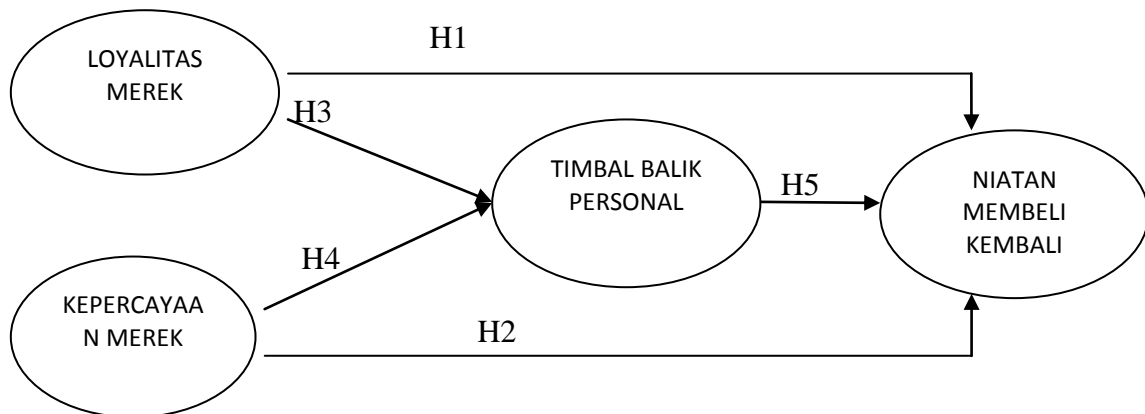 H1
LOYALITAS
MEREK
H3
TIMBAL BALIK
PERSONAL
H5
NIATAN
MEMBELI
KEMBALI
H4
KEPERCAYAA
N MEREK
H2